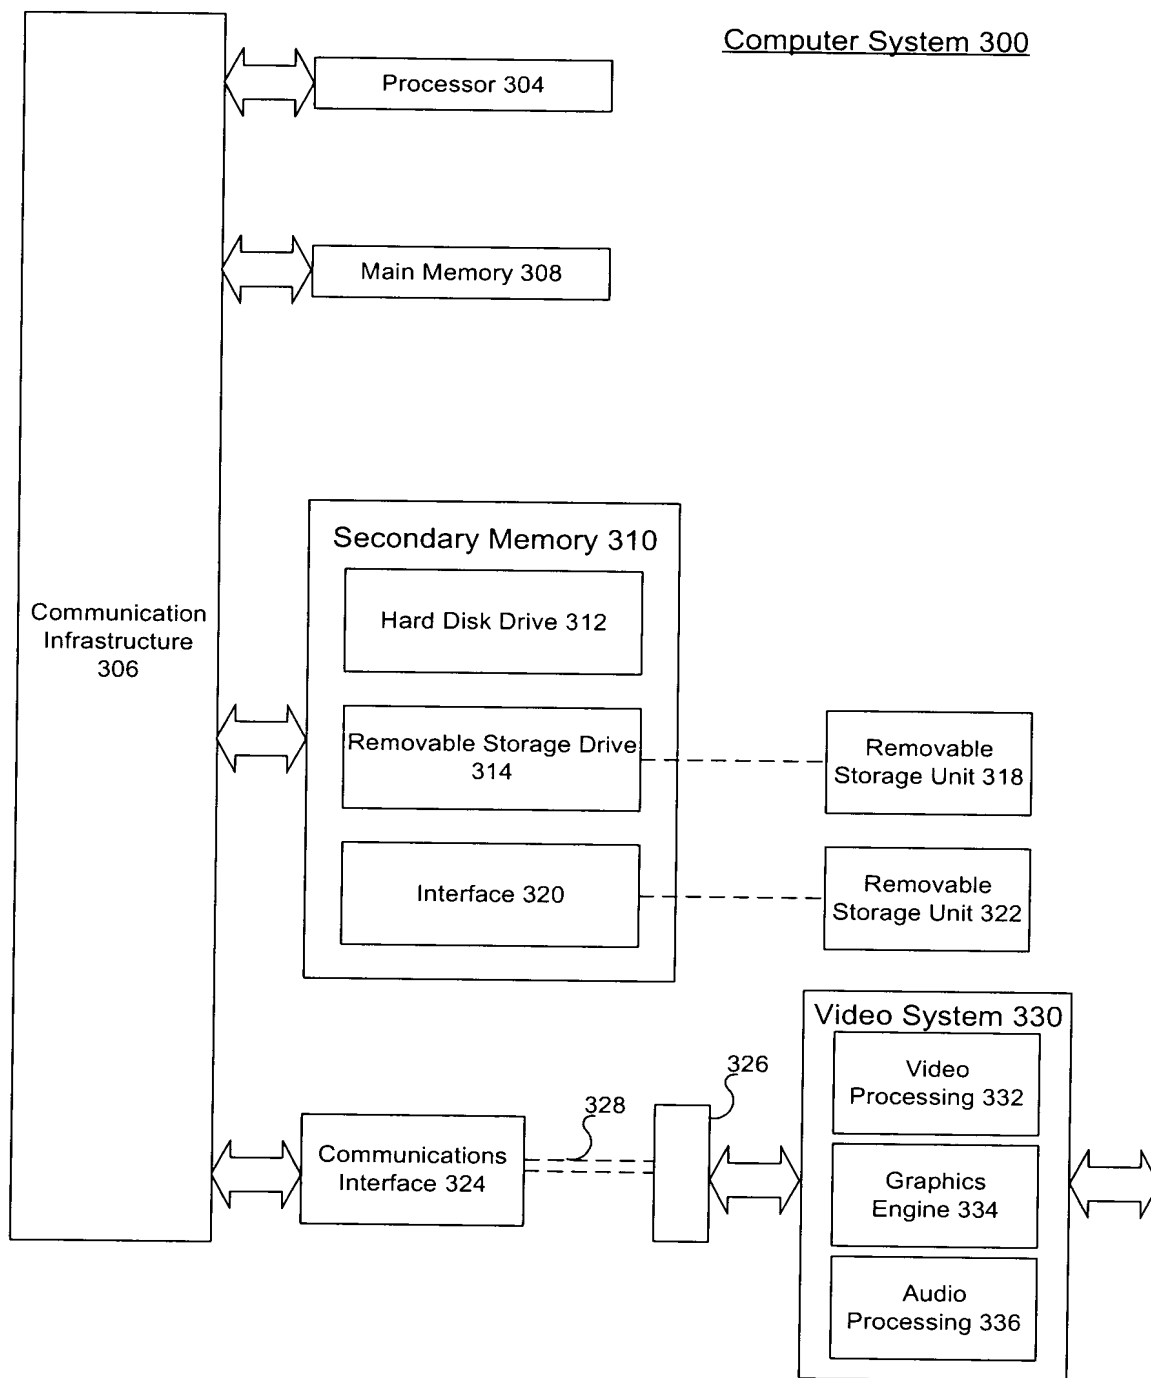 Computer System 300
Processor 304
Main Memory 308
Communication
Infrastructure
306
Secondary Memory 310
Hard Disk Drive 312
Removable Storage Drive
314
Interface 320
Removable
Storage Unit 318
Removable
Storage Unit 322
Communications
Interface 324
328
326
Video System 330
Video
Processing 332
Graphics
Engine 334
Audio
Processing 336